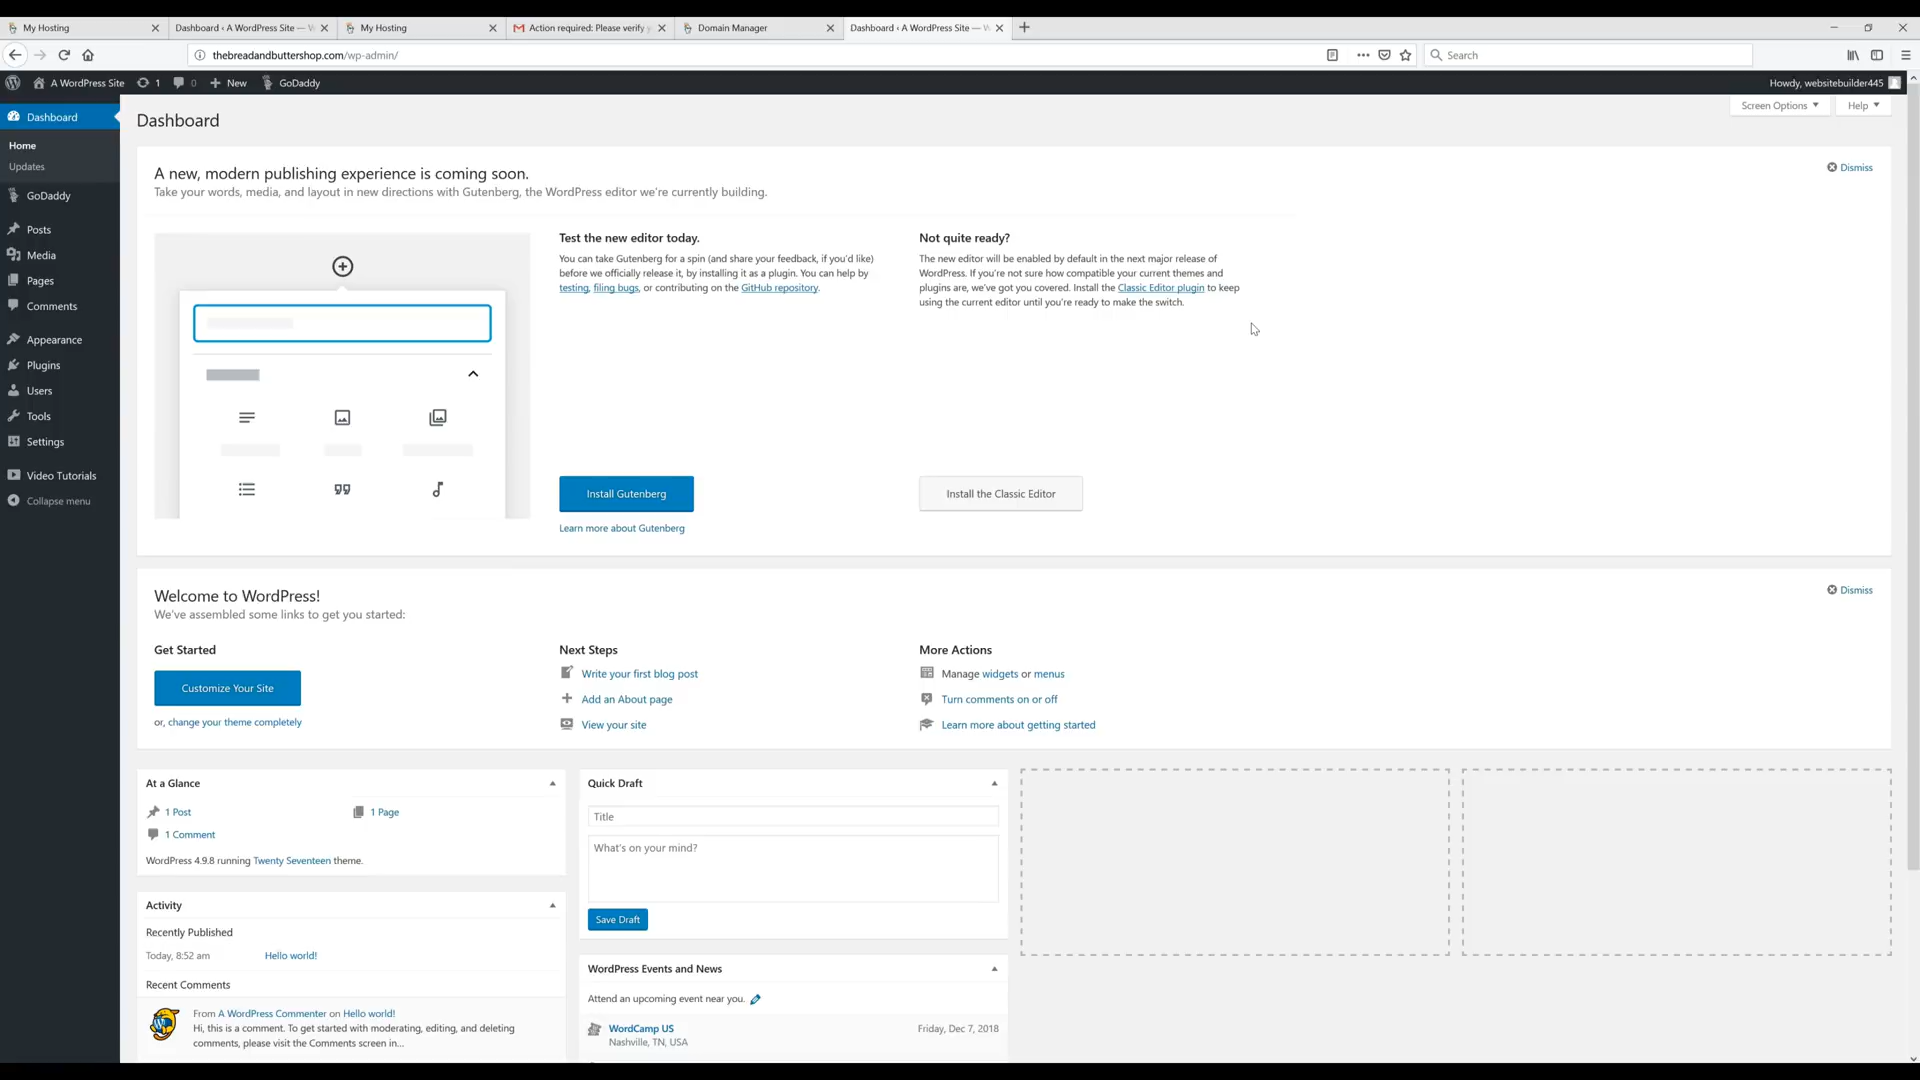 My Hosting
Dashboard ‹ A WordPress Site —
My Hosting
Action required: Please verify y
Domain Manager
Dashboard ‹ A WordPress Site — W
thebreadandbuttershop.com/wp-admin/
Search
A WordPress Site
1
0
New
GoDaddy
Howdy, websitebuilder445
Dashboard
Home
Updates
GoDaddy
Posts
Media
Pages
Comments
Appearance
Plugins
Users
Tools
Settings
Video Tutorials
Collapse menu
Dashboard
Screen Options
Help
A new, modern publishing experience is coming soon.
Take your words, media, and layout in new directions with Gutenberg, the WordPress editor we're currently building.
Dismiss
Test the new editor today.
You can take Gutenberg for a spin (and share your feedback, if you'd like)
before we officially release it, by installing it as a plugin. You can help by
testing, filing bugs, or contributing on the GitHub repository.
Install Gutenberg
Learn more about Gutenberg
Not quite ready?
The new editor will be enabled by default in the next major release of
WordPress. If you're not sure how compatible your current themes and
plugins are, we've got you covered. Install the Classic Editor plugin to keep
using the current editor until you're ready to make the switch.
Install the Classic Editor
Welcome to WordPress!
We've assembled some links to get you started:
Dismiss
Get Started
Customize Your Site
or, change your theme completely
Next Steps
Write your first blog post
Add an About page
View your site
More Actions
Manage widgets or menus
Turn comments on or off
Learn more about getting started
At a Glance
1 Post
1 Page
1 Comment
WordPress 4.9.8 running Twenty Seventeen theme.
Activity
Recently Published
Today, 8:52 am
Hello world!
Recent Comments
From A WordPress Commenter on Hello world!
Hi, this is a comment. To get started with moderating, editing, and deleting
comments, please visit the Comments screen in...
Quick Draft
Title
What's on your mind?
Save Draft
WordPress Events and News
Attend an upcoming event near you.
WordCamp US
Friday, Dec 7, 2018
Nashville, TN, USA